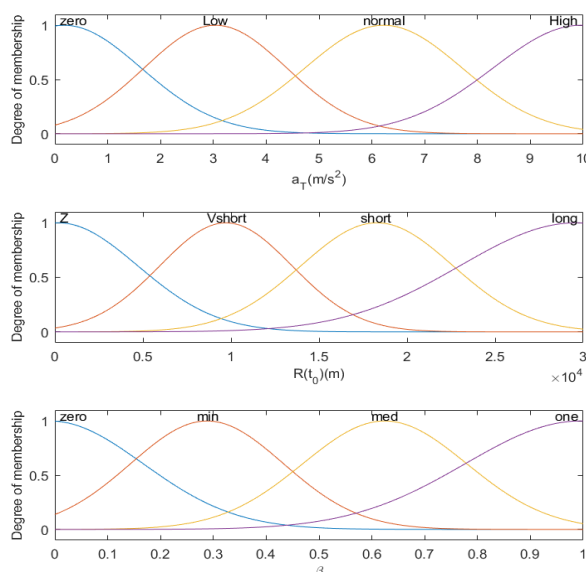 zero Low normal High
Degree of membership
1
0.5
0
0 1 2 3 4 5 6 7 8 9 10
a_T(m/s^2)
Z Vshort short long
Degree of membership
1
0.5
0
0 0.5 1 1.5 2 2.5 3
R(t_0)(m)
×10^4
zero min med one
Degree of membership
1
0.5
0
0 0.1 0.2 0.3 0.4 0.5 0.6 0.7 0.8 0.9 1
β